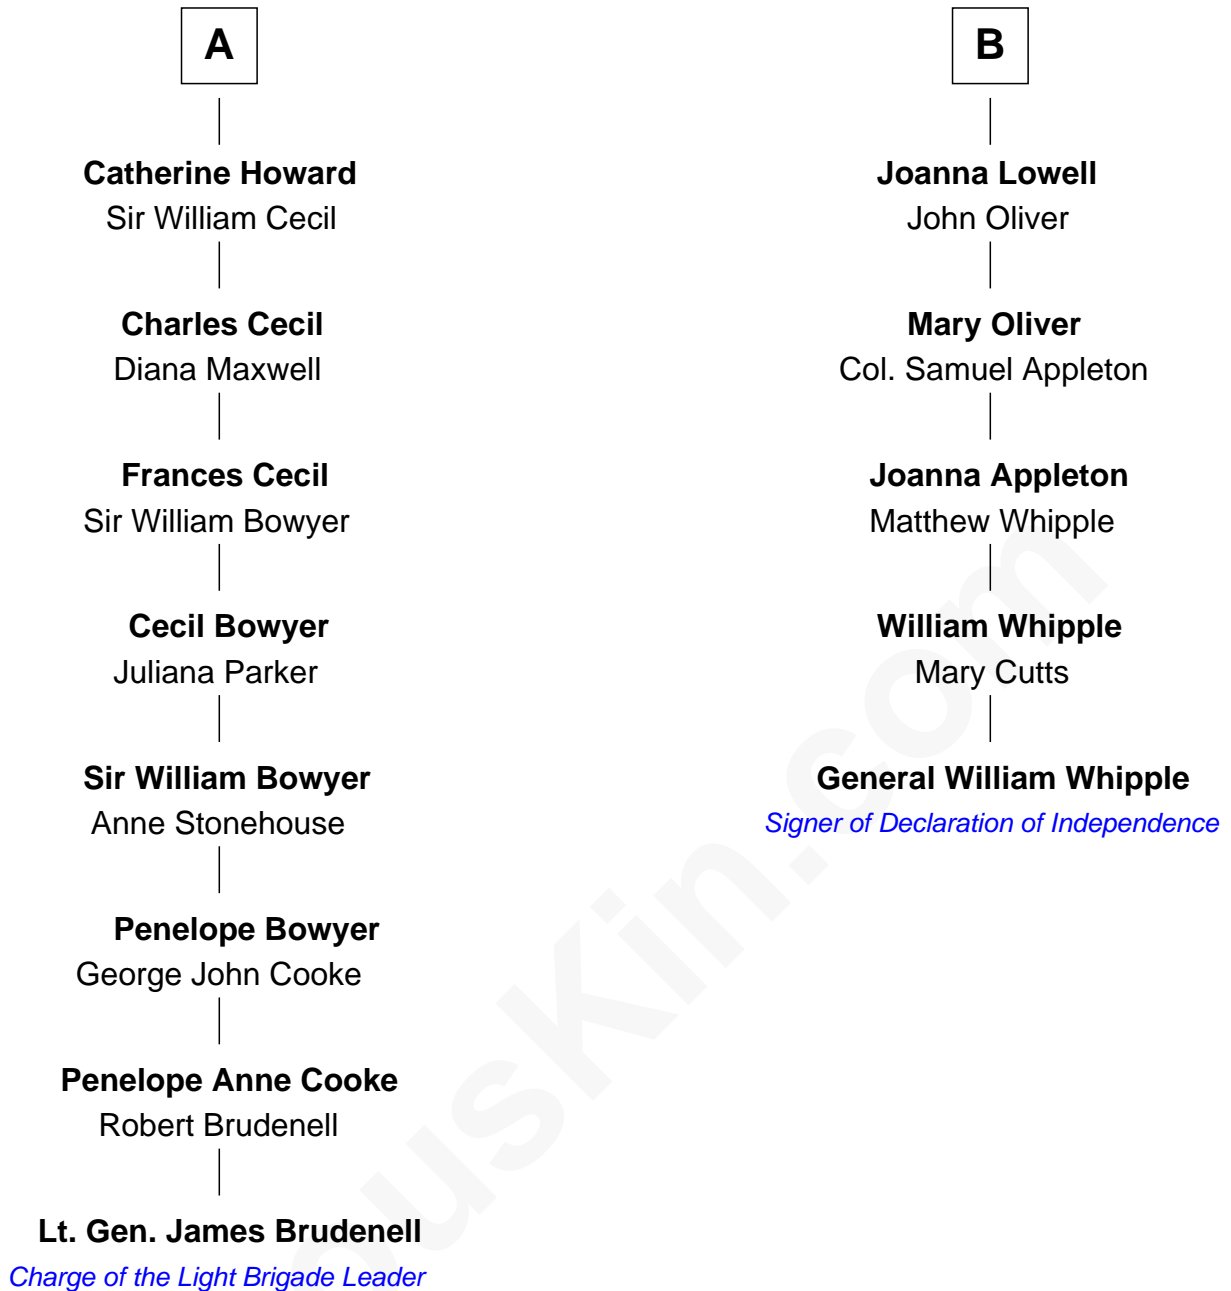 A
Catherine Howard
Sir William Cecil
Charles Cecil
Diana Maxwell
Frances Cecil
Sir William Bowyer
Cecil Bowyer
Juliana Parker
Sir William Bowyer
Anne Stonehouse
Penelope Bowyer
George John Cooke
Penelope Anne Cooke
Robert Brudenell
Lt. Gen. James Brudenell
Charge of the Light Brigade Leader
B
Joanna Lowell
John Oliver
Mary Oliver
Col. Samuel Appleton
Joanna Appleton
Matthew Whipple
William Whipple
Mary Cutts
General William Whipple
Signer of Declaration of Independence
ousKin.com